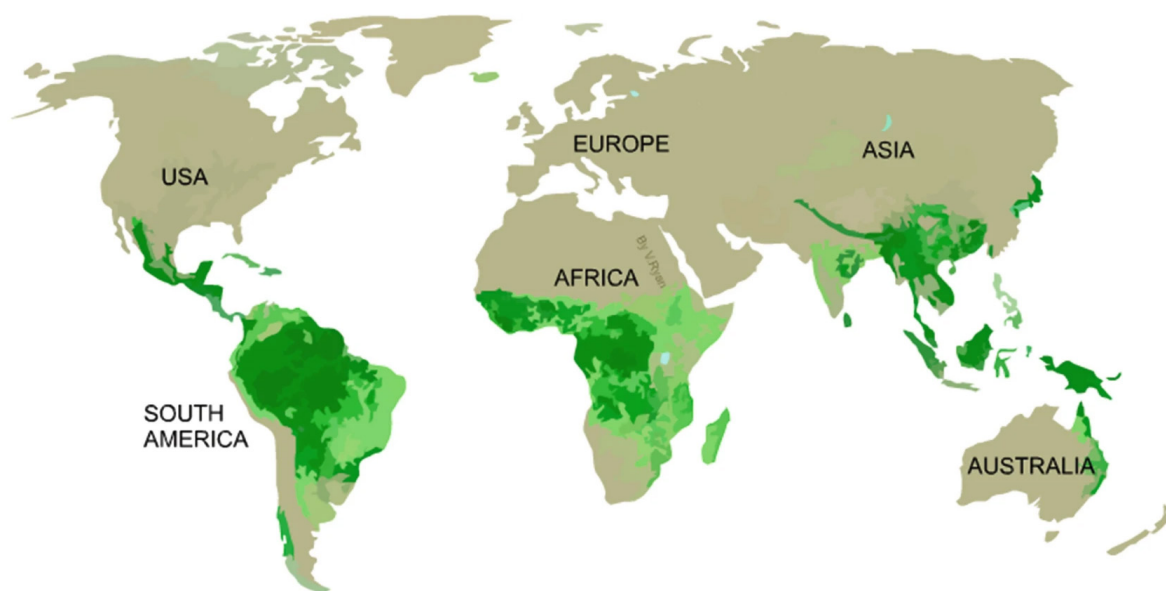 USA
EUROPE
ASIA
By V.Ryan
AFRICA
SOUTH
AMERICA
AUSTRALIA